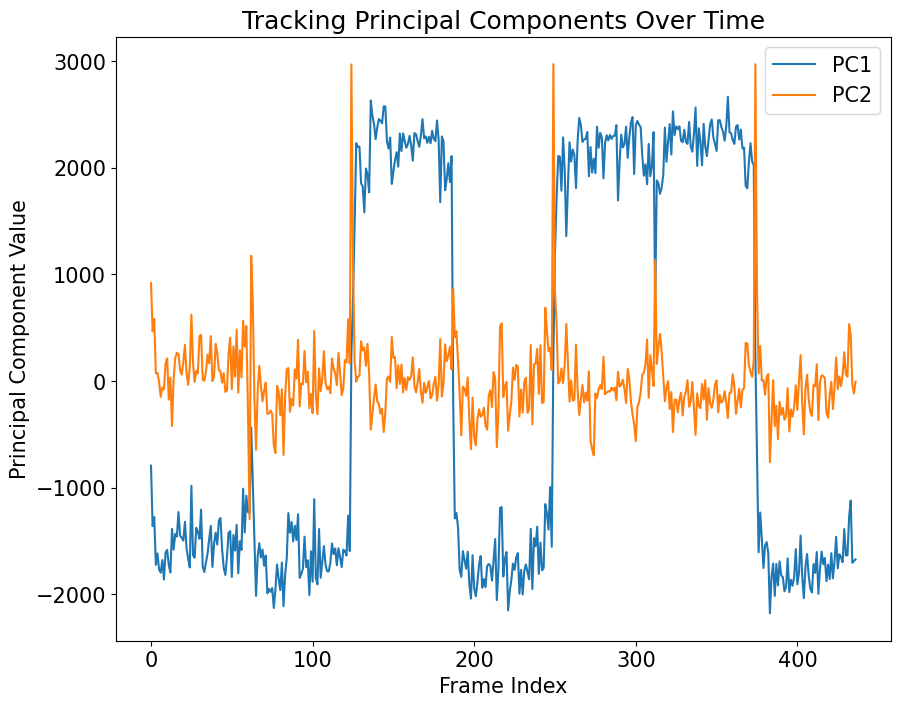 Tracking Principal Components Over Time
PC1
PC2
Principal Component Value
3000
2000
1000
0
−1000
−2000
0 100 200 300 400
Frame Index